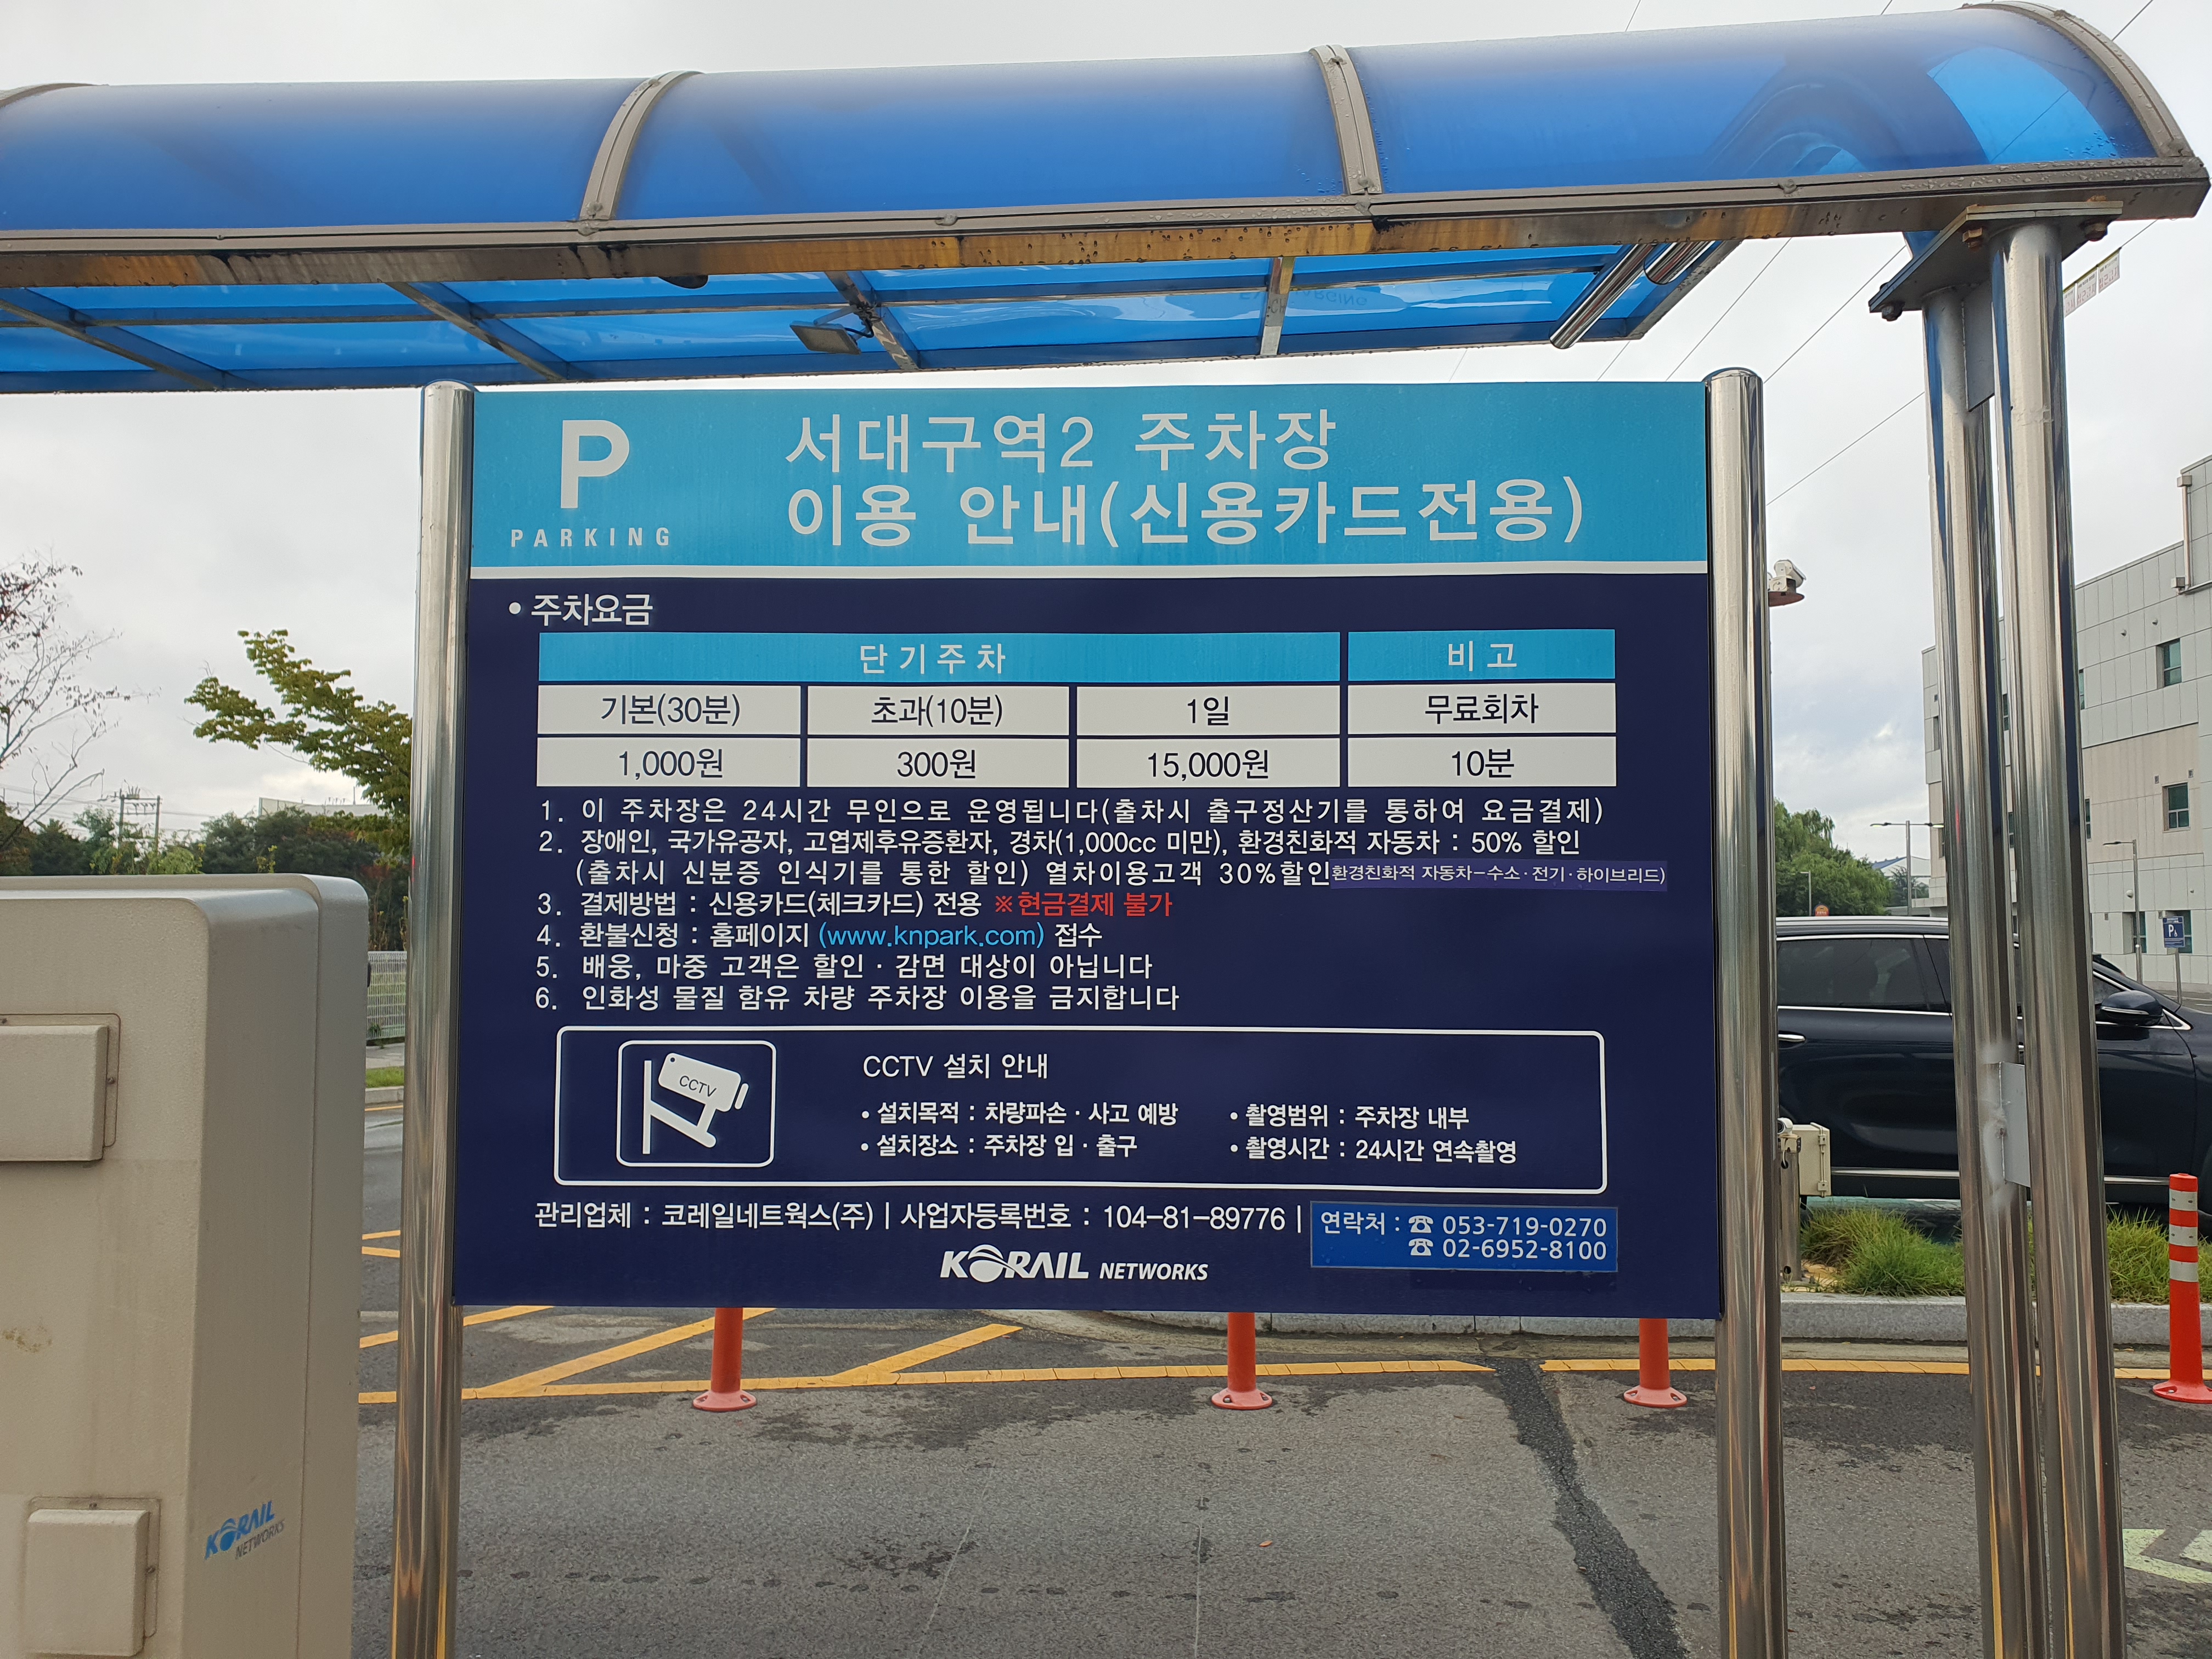 P
PARKING
서대구역2 주차장
이용 안내(신용카드전용)
• 주차요금
단기주차 비고
기본(30분) 초과(10분) 1일 무료회차
1,000원 300원 15,000원 10분
1. 이 주차장은 24시간 무인으로 운영됩니다(출차시 출구정산기를 통하여 요금결제)
2. 장애인, 국가유공자, 고엽제후유증환자, 경차(1,000cc 미만), 환경친화적 자동차 : 50% 할인
(출차시 신분증 인식기를 통한 할인) 열차이용고객 30%할인 환경친화적 자동차-수소·전기·하이브리드)
3. 결제방법 : 신용카드(체크카드) 전용 ※현금결제 불가
4. 환불신청 : 홈페이지 (www.knpark.com) 접수
5. 배웅, 마중 고객은 할인 · 감면 대상이 아닙니다
6. 인화성 물질 함유 차량 주차장 이용을 금지합니다
CCTV
CCTV 설치 안내
• 설치목적 : 차량파손 · 사고 예방 • 촬영범위 : 주차장 내부
• 설치장소 : 주차장 입 · 출구 • 촬영시간 : 24시간 연속촬영
관리업체 : 코레일네트웍스(주) | 사업자등록번호 : 104-81-89776 | 연락처 : ☎ 053-719-0270
☎ 02-6952-8100
KORAIL NETWORKS
KORAIL
NETWORKS
P